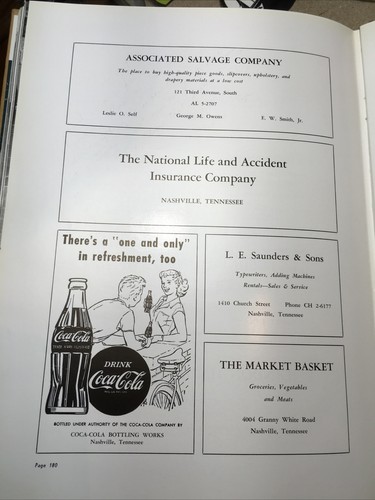 ASSOCIATED SALVAGE COMPANY
The place to buy high-quality piece goods, slipcovers, upholstery, and
drapery materials at a low cost
131 Third Avenue, South
AL 5-2707
Leslie O. Self George M. Owens E. W. Smith, Jr.
The National Life and Accident
Insurance Company
NASHVILLE, TENNESSEE
There's a "one and only"
in refreshment, too
Coca-Cola
DRINK
Coca-Cola
BOTTLED UNDER AUTHORITY OF THE COCA-COLA COMPANY BY
COCA-COLA BOTTLING WORKS
Nashville, Tennessee
L. E. Saunders & Sons
Typewriters, Adding Machines
Rentals—Sales & Service
1410 Church Street Phone CH 2-6177
Nashville, Tennessee
THE MARKET BASKET
Groceries, Vegetables
and Meats
4004 Granny White Road
Nashville, Tennessee
Page 180